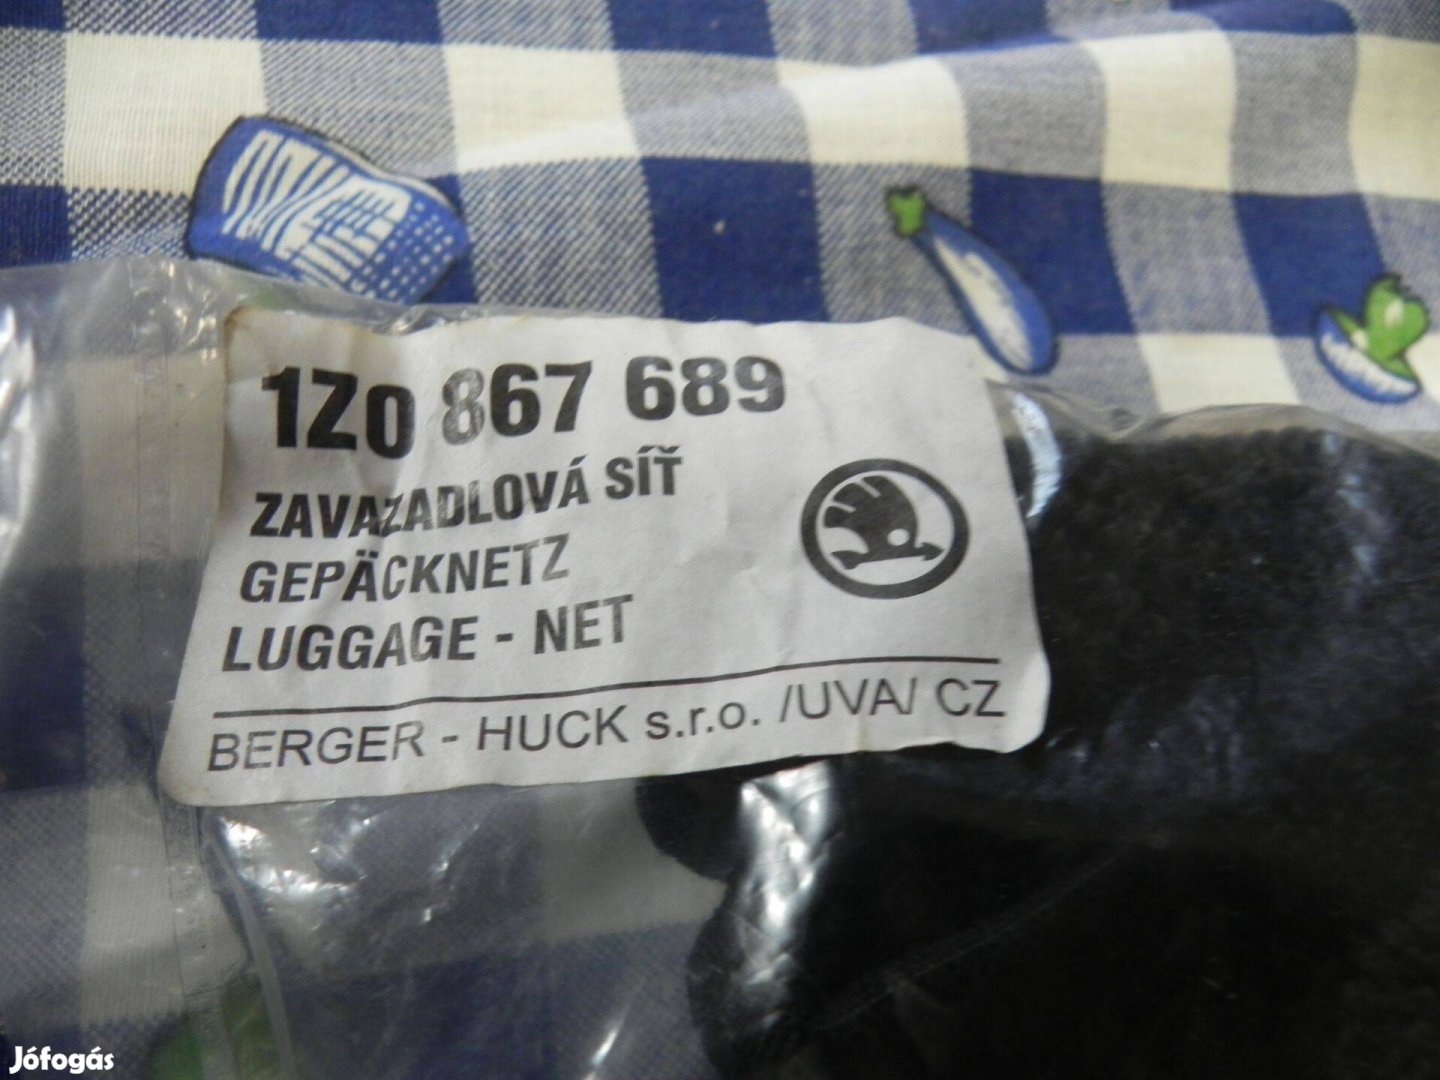 1Z0 867 689
ZAVAZADLOVÁ SÍŤ
GEPÄCKNETZ
LUGGAGE - NET
BERGER - HUCK s.r.o. /UVA/ CZ
Jófogás